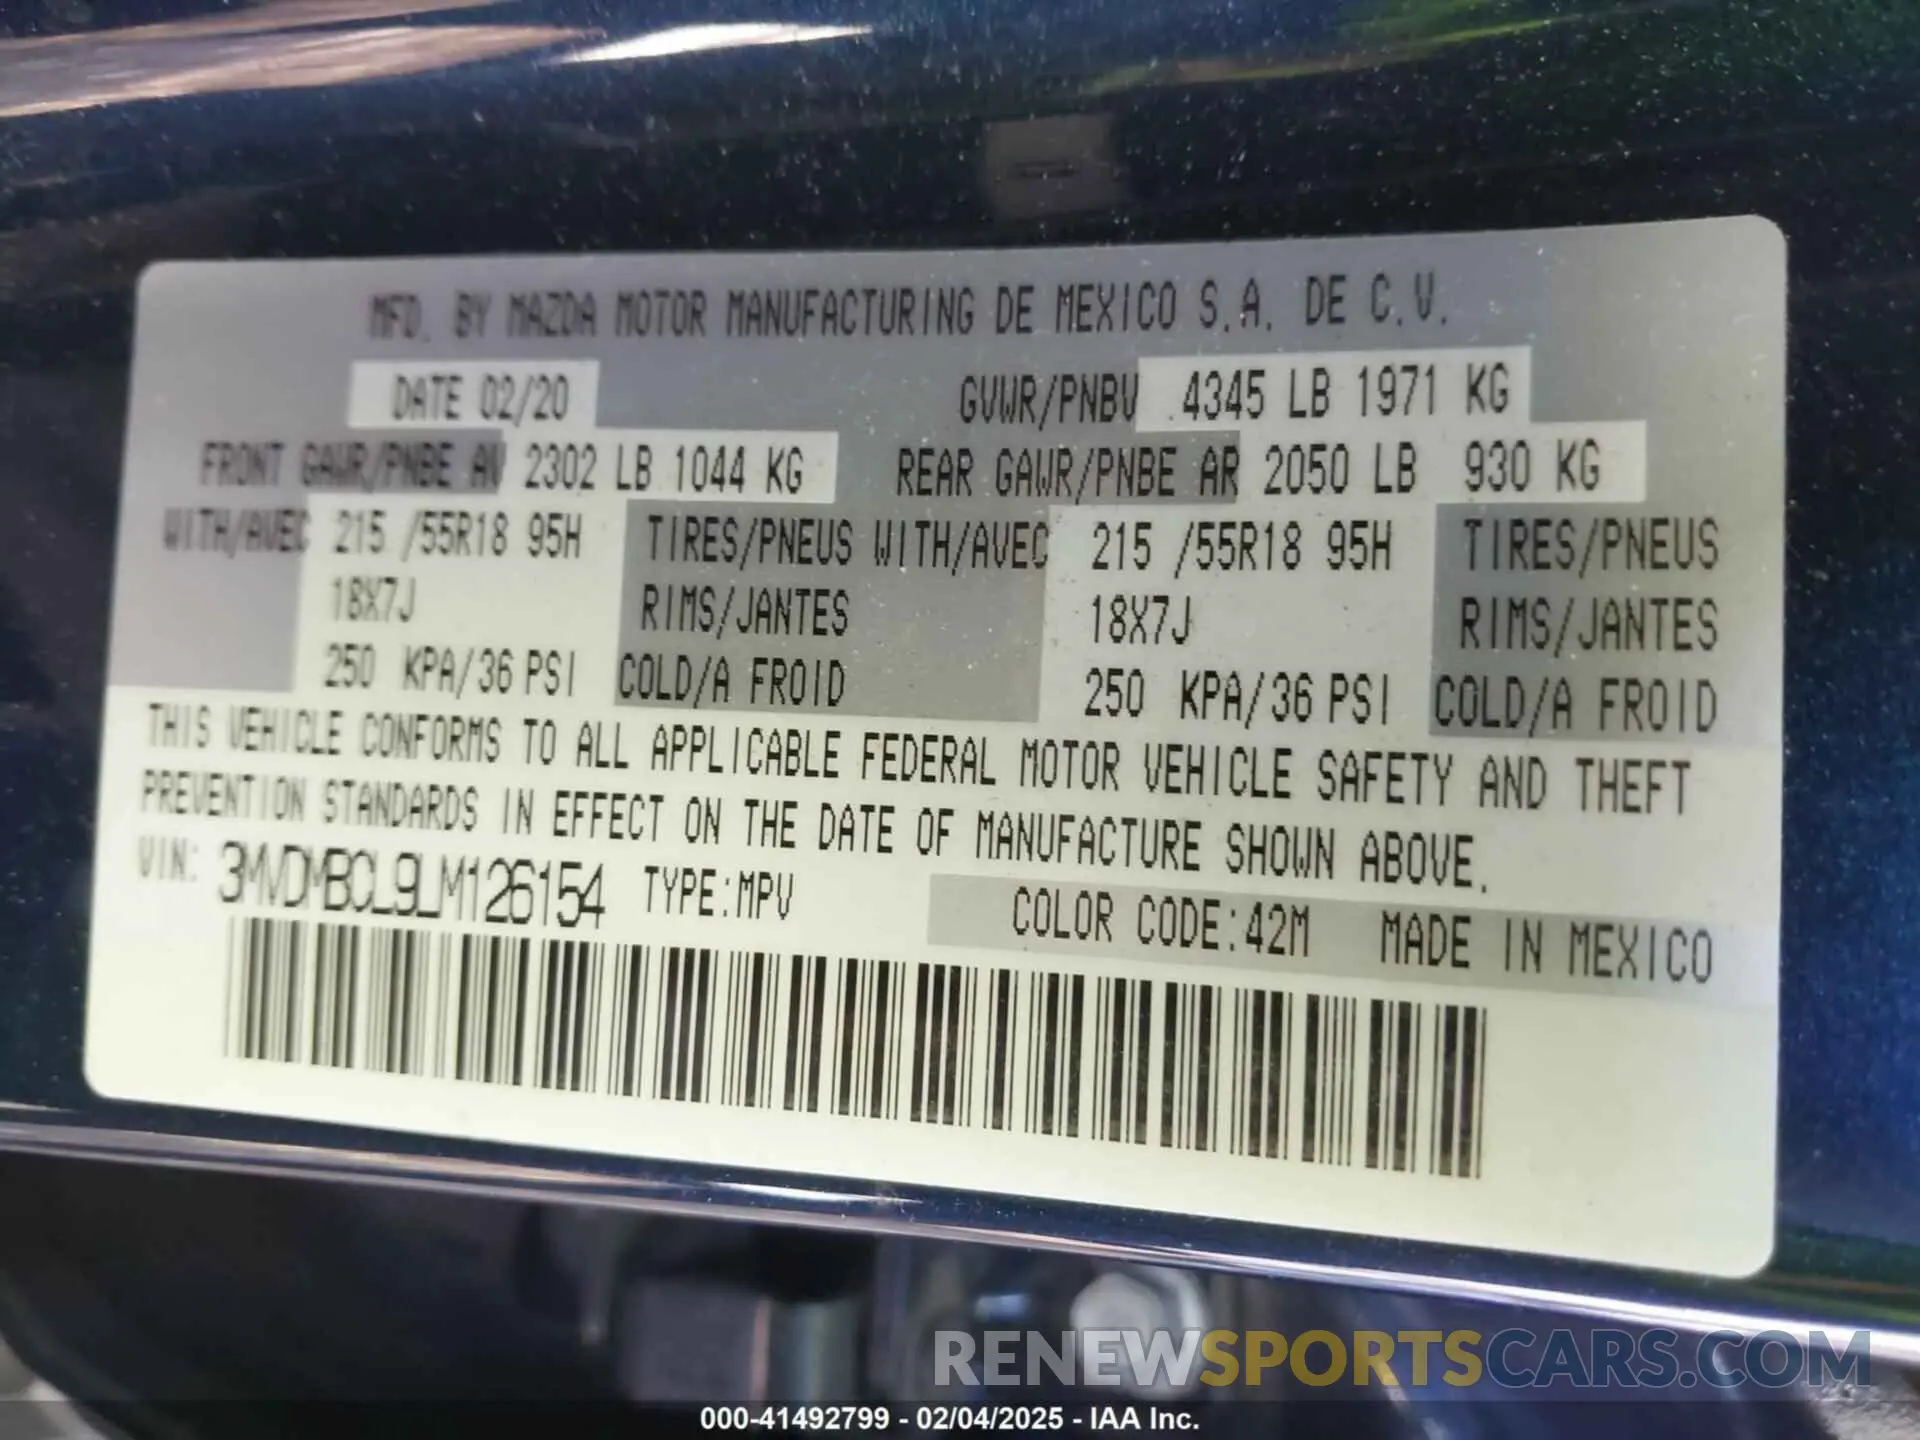 MFD. BY MAZDA MOTOR MANUFACTURING DE MEXICO S.A. DE C.V.
DATE 02/20 GVWR/PNBV 4345 LB 1971 KG
FRONT GAWR/PNBE AV 2302 LB 1044 KG REAR GAWR/PNBE AR 2050 LB 930 KG
WITH/AVEC 215 /55R18 95H TIRES/PNEUS WITH/AVEC 215 /55R18 95H TIRES/PNEUS
18X7J RIMS/JANTES 18X7J RIMS/JANTES
250 KPA/36 PSI COLD/A FROID 250 KPA/36 PSI COLD/A FROID
THIS VEHICLE CONFORMS TO ALL APPLICABLE FEDERAL MOTOR VEHICLE SAFETY AND THEFT
PREVENTION STANDARDS IN EFFECT ON THE DATE OF MANUFACTURE SHOWN ABOVE.
VIN: 3MVDMBCL9LM126154 TYPE:MPV COLOR CODE:42M MADE IN MEXICO
RENEWSPORTSCARS.COM
000-41492799 - 02/04/2025 - IAA Inc.